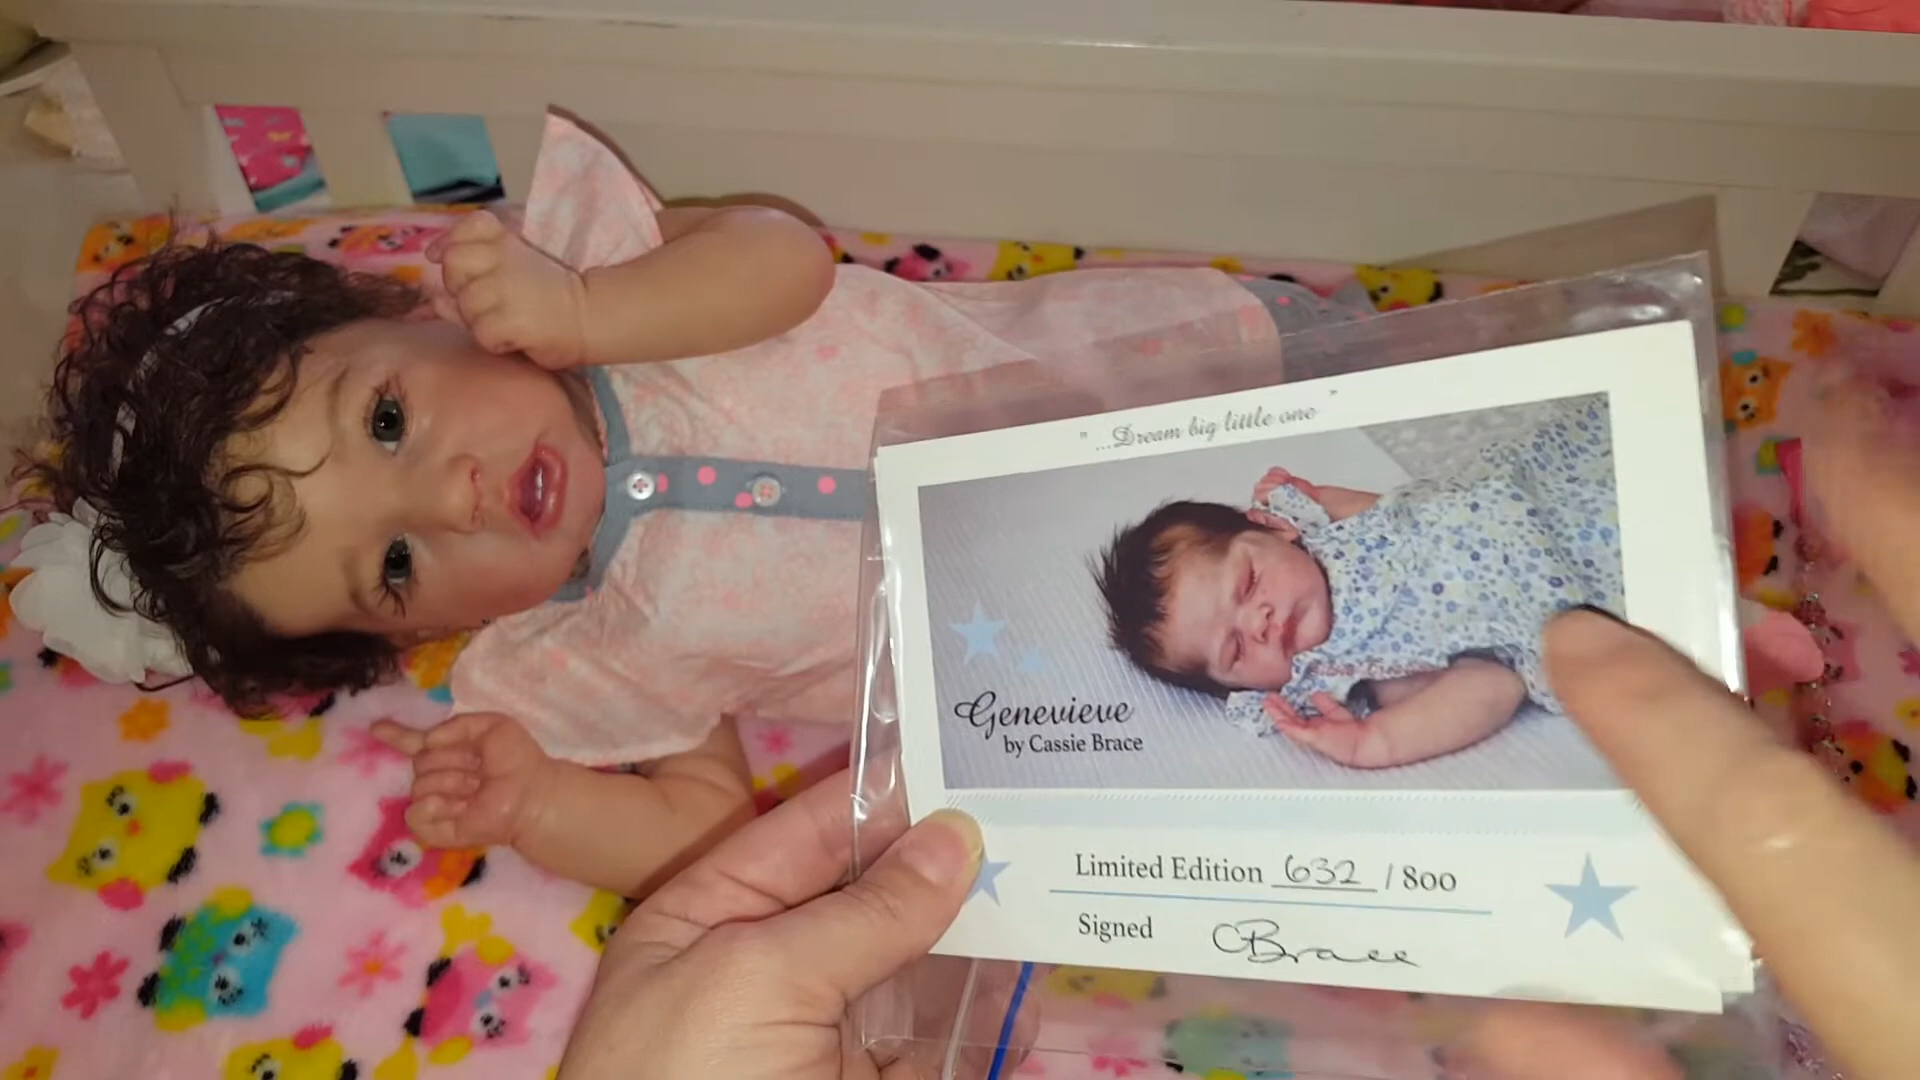 "...Dream big little one"
Genevieve
by Cassie Brace
Limited Edition 632 / 800
Signed CBrace